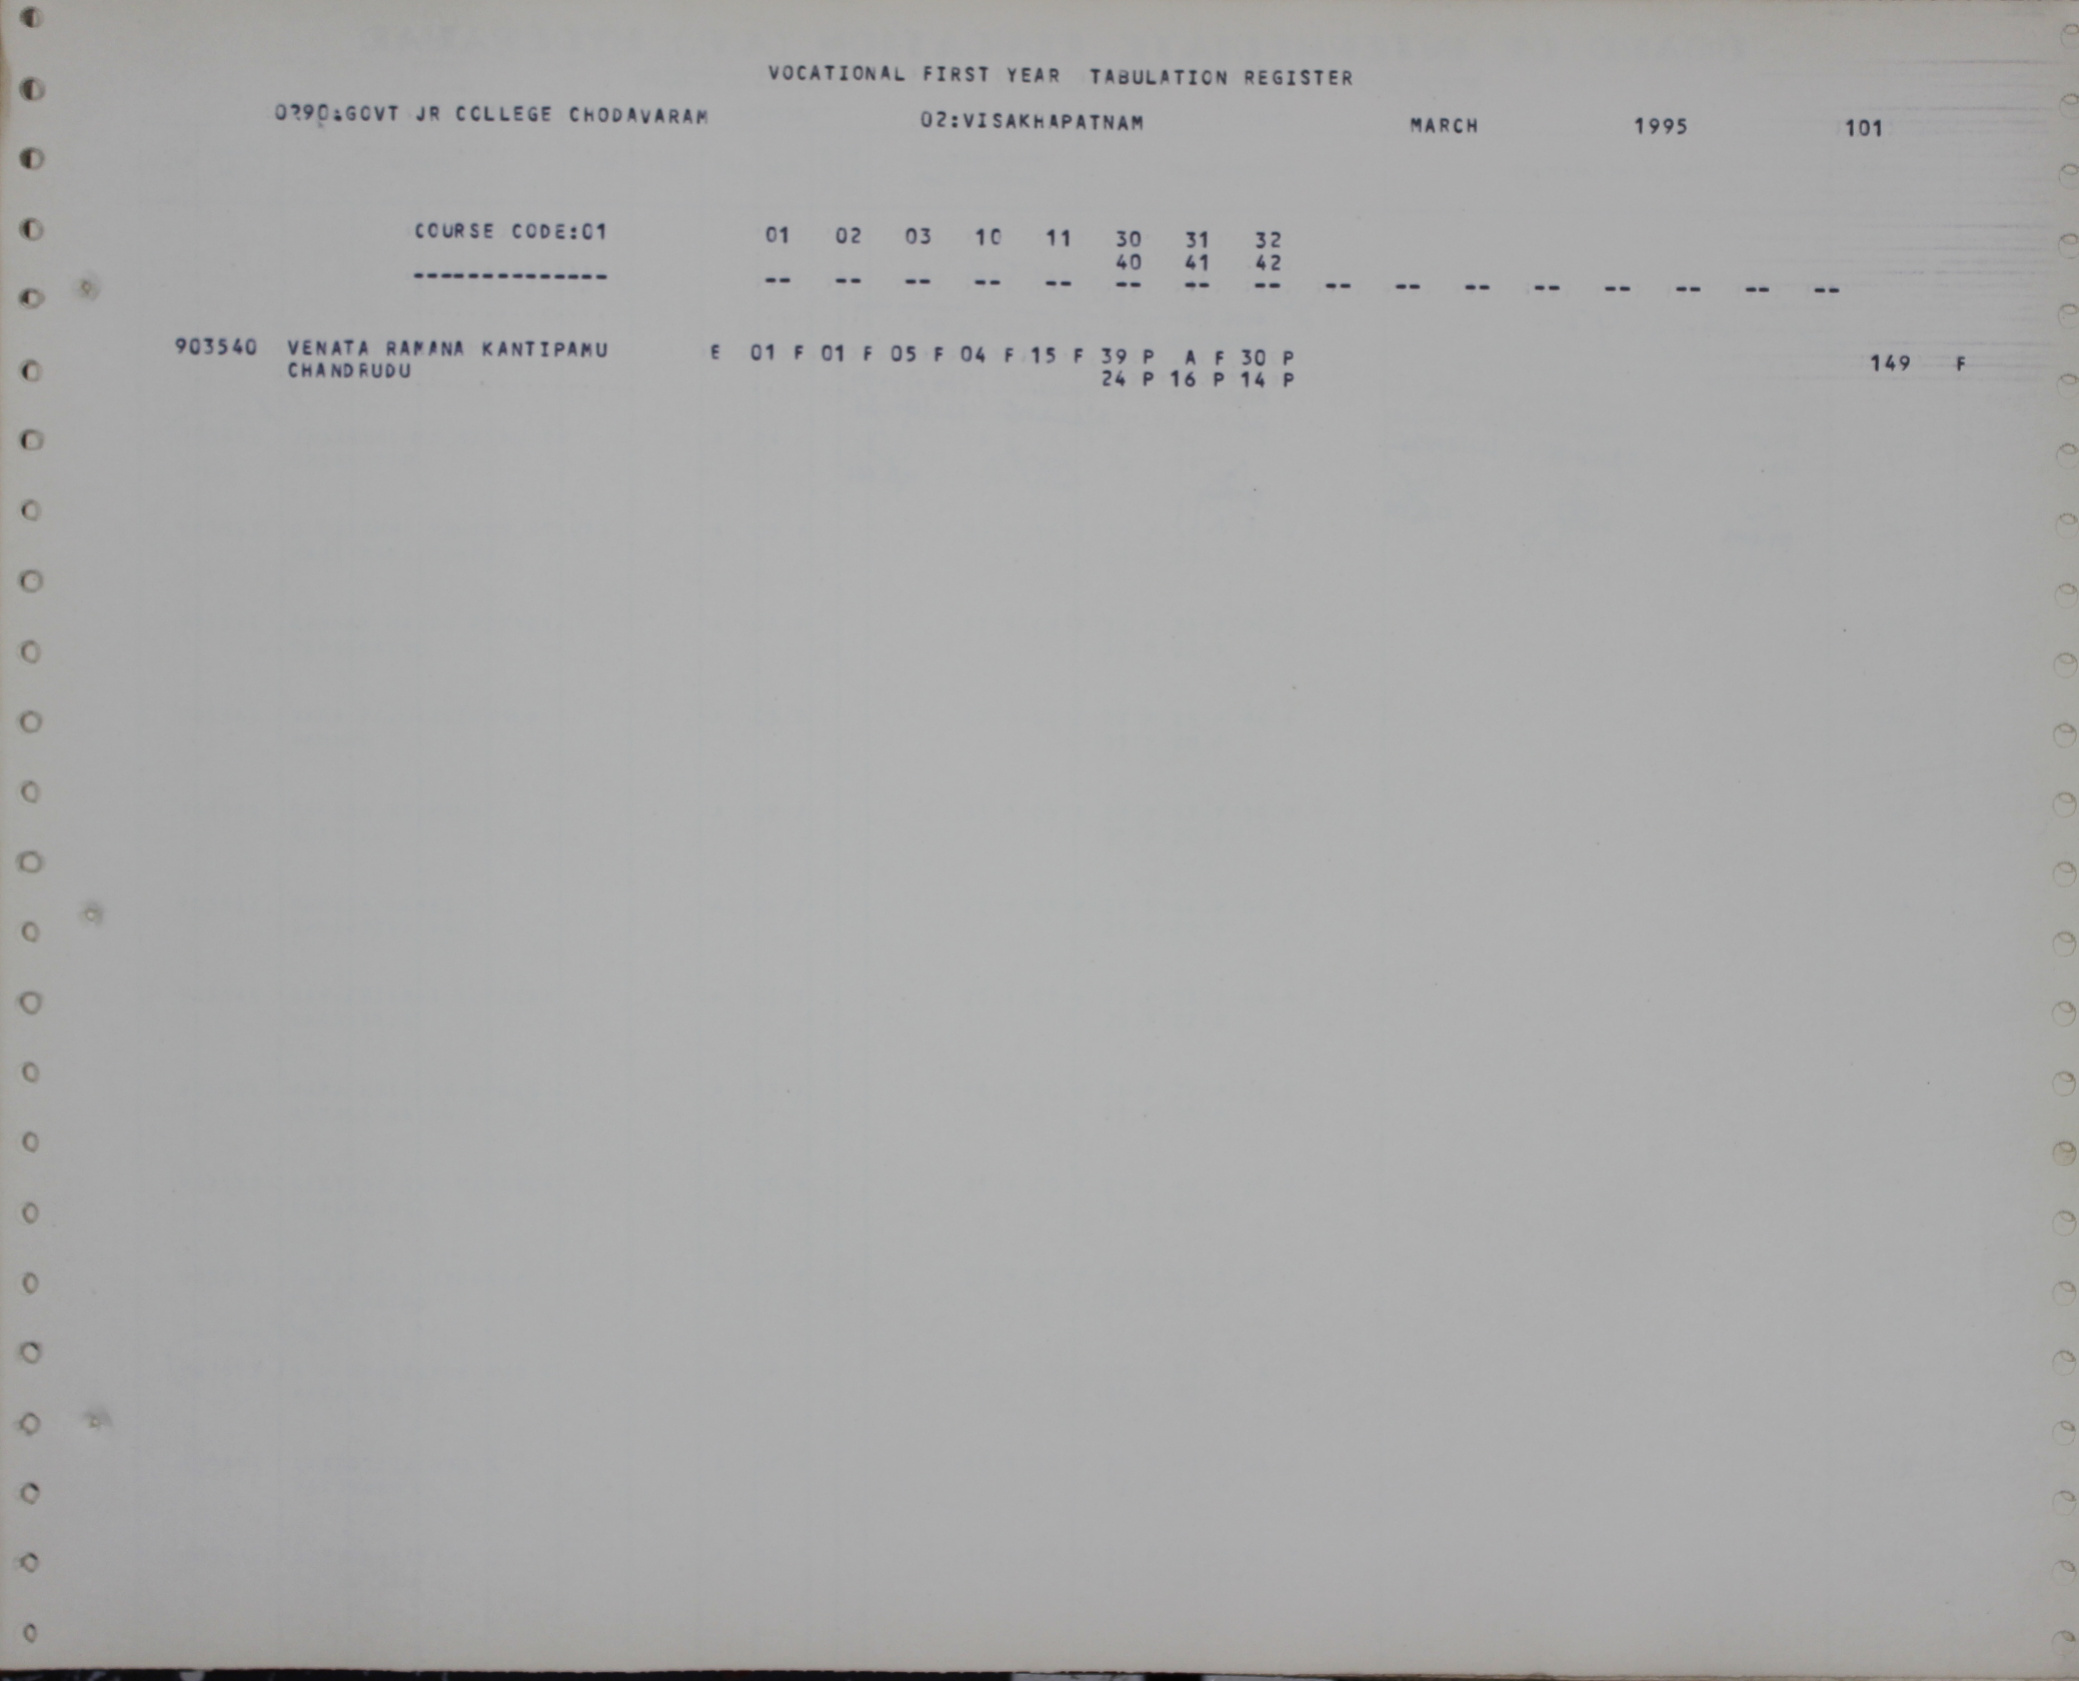 VOCATIONAL FIRST YEAR TABULATION REGISTER
0290:GOVT JR COLLEGE CHODAVARAM 02:VISAKHAPATNAM MARCH 1995 101
COURSE CODE:01 01 02 03 10 11 30 31 32
40 41 42
-------------- -- -- -- -- -- -- -- -- -- -- -- -- -- -- -- --
903540 VENATA RAMANA KANTIPAMU E 01 F 01 F 05 F 04 F 15 F 39 P A F 30 P 149 F
CHANDRUDU 24 P 16 P 14 P